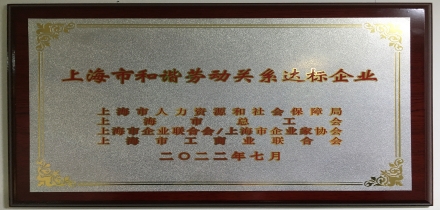 上海市和谐劳动关系达标企业
上海市人力资源和社会保障局
上海市总工会
上海市企业联合会/上海市企业家协会
上海市工商业联合会
二〇二二年七月